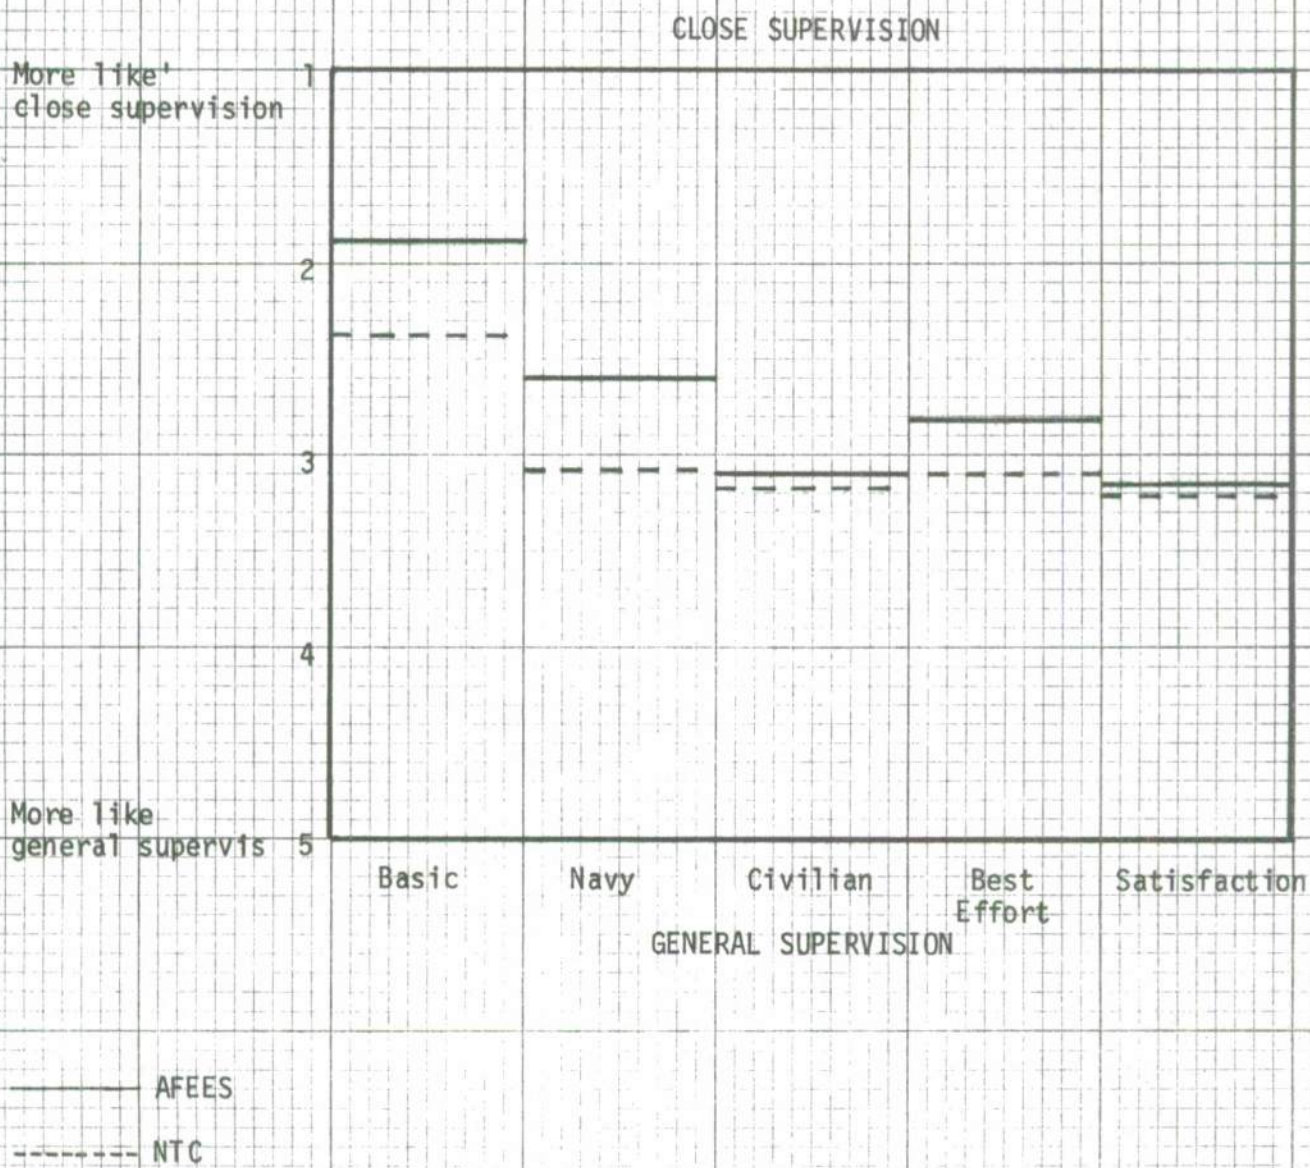 CLOSE SUPERVISION
More like'
close supervision
1
2
3
4
More like
general supervis
5
Basic
Navy
Civilian
Best
Effort
Satisfaction
GENERAL SUPERVISION
AFEES
NTC